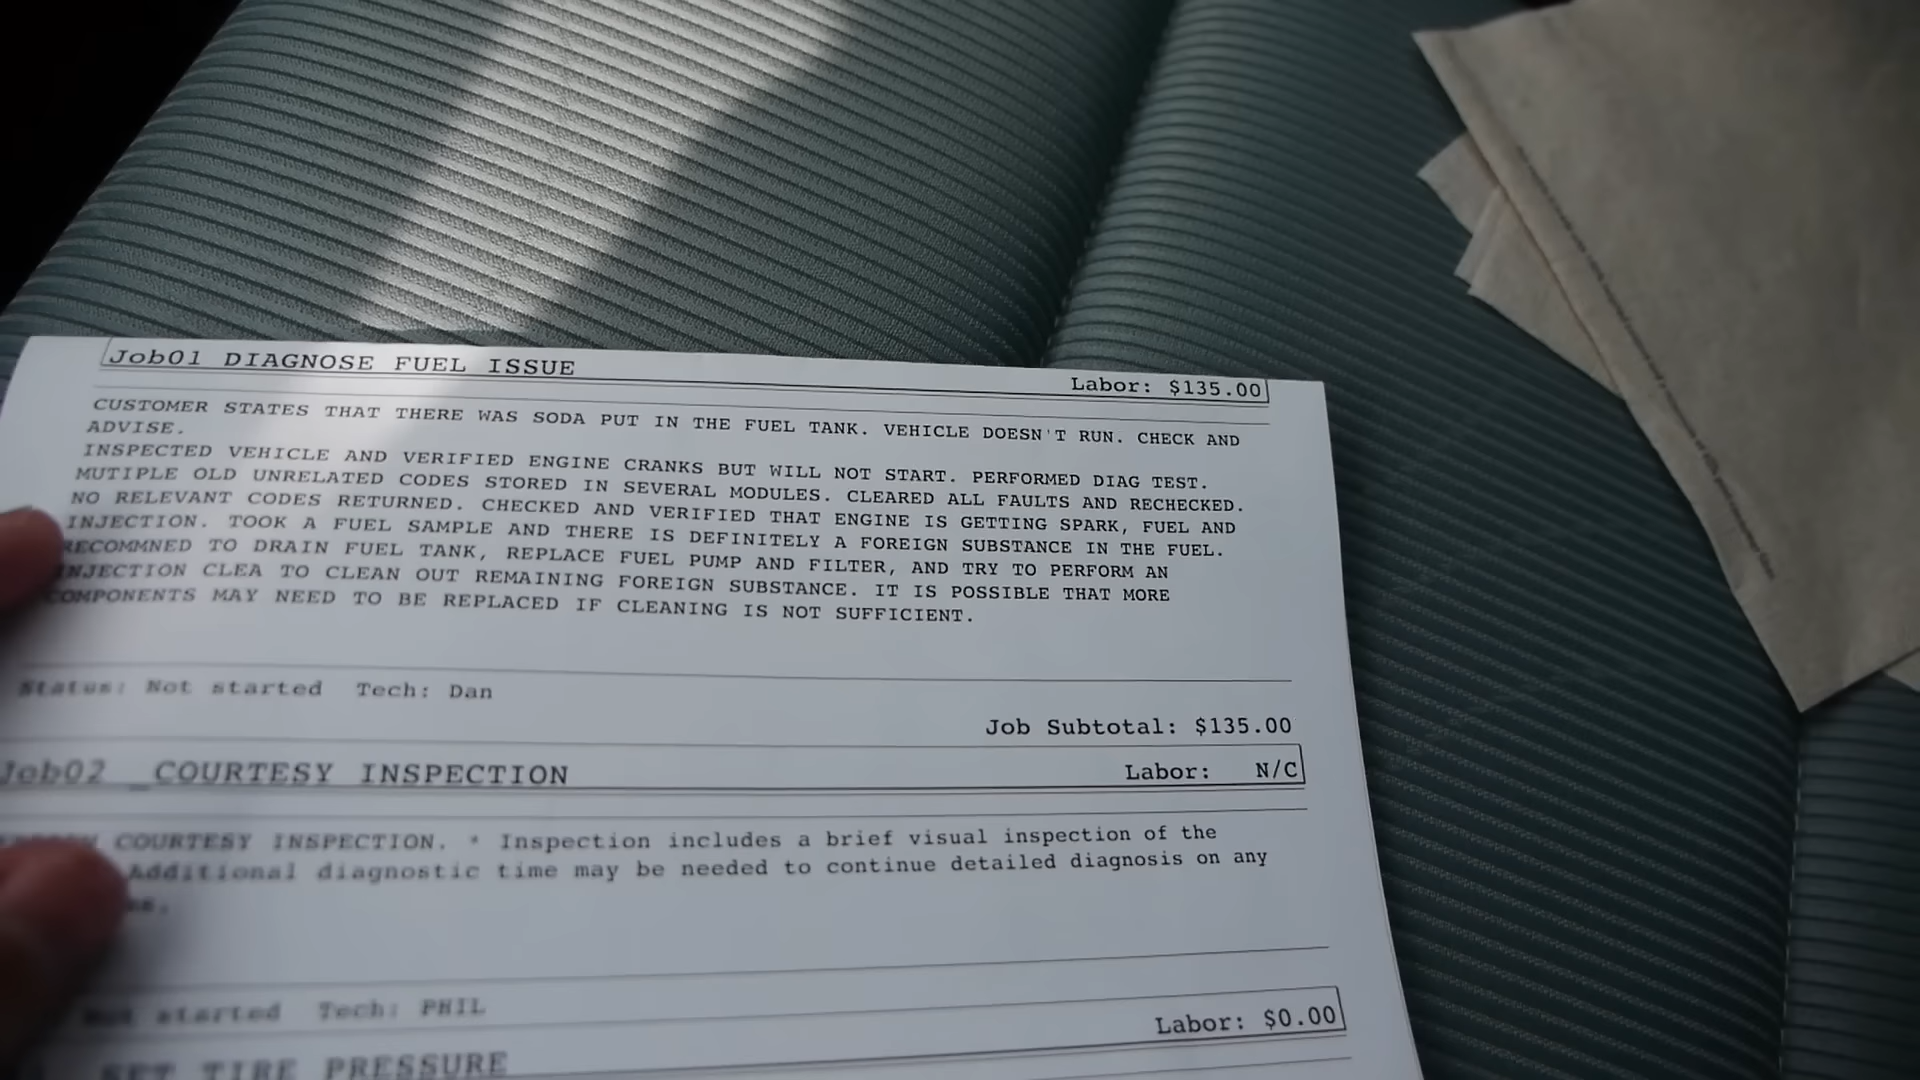 Job01 DIAGNOSE FUEL ISSUE Labor: $135.00
CUSTOMER STATES THAT THERE WAS SODA PUT IN THE FUEL TANK. VEHICLE DOESN'T RUN. CHECK AND
ADVISE.
INSPECTED VEHICLE AND VERIFIED ENGINE CRANKS BUT WILL NOT START. PERFORMED DIAG TEST.
MUTIPLE OLD UNRELATED CODES STORED IN SEVERAL MODULES. CLEARED ALL FAULTS AND RECHECKED.
NO RELEVANT CODES RETURNED. CHECKED AND VERIFIED THAT ENGINE IS GETTING SPARK, FUEL AND
INJECTION. TOOK A FUEL SAMPLE AND THERE IS DEFINITELY A FOREIGN SUBSTANCE IN THE FUEL.
RECOMMNED TO DRAIN FUEL TANK, REPLACE FUEL PUMP AND FILTER, AND TRY TO PERFORM AN
INJECTION CLEA TO CLEAN OUT REMAINING FOREIGN SUBSTANCE. IT IS POSSIBLE THAT MORE
COMPONENTS MAY NEED TO BE REPLACED IF CLEANING IS NOT SUFFICIENT.
Status: Not started Tech: Dan
Job Subtotal: $135.00
Job02 COURTESY INSPECTION Labor: N/C
COURTESY INSPECTION. * Inspection includes a brief visual inspection of the
Additional diagnostic time may be needed to continue detailed diagnosis on any
Not started Tech: PHIL
Labor: $0.00
SET TIRE PRESSURE